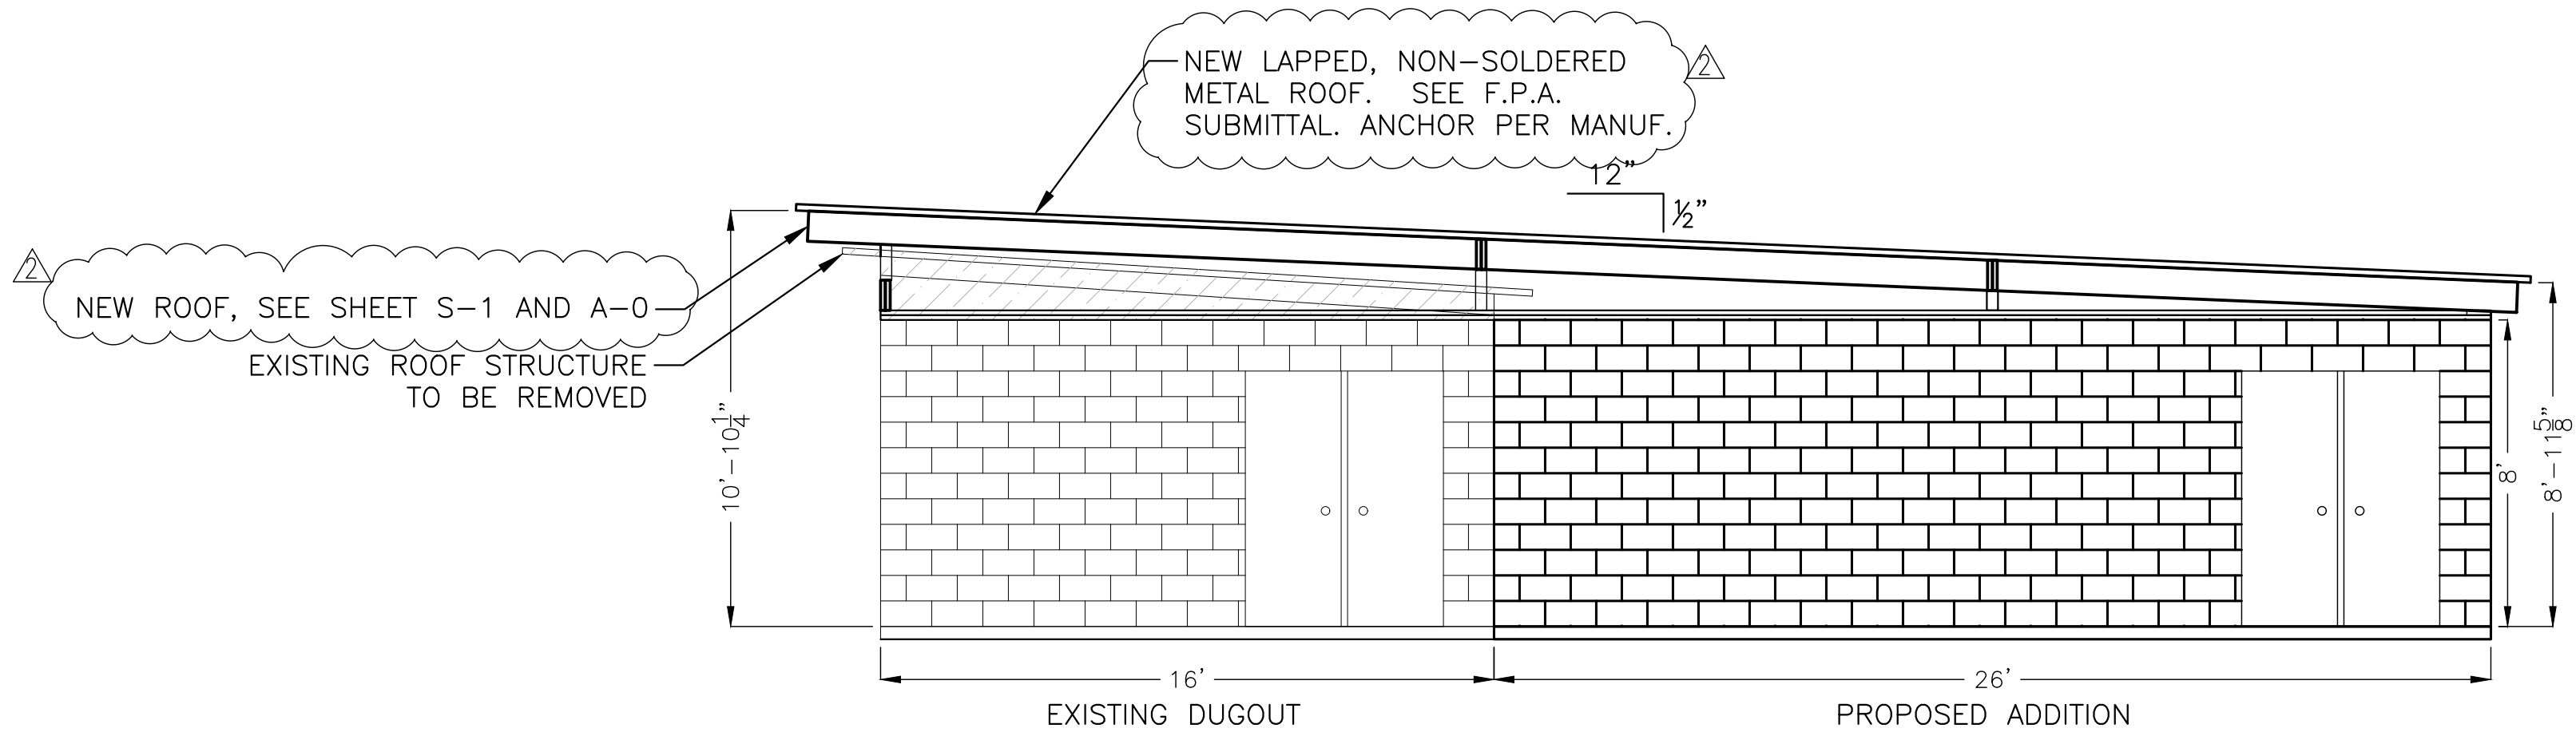 NEW LAPPED, NON-SOLDERED
METAL ROOF. SEE F.P.A.
SUBMITTAL. ANCHOR PER MANUF.
2
12"
½"
2
NEW ROOF, SEE SHEET S-1 AND A-0
EXISTING ROOF STRUCTURE
TO BE REMOVED
10'-10¼"
8'
8'-1⅝"
16'
26'
EXISTING DUGOUT
PROPOSED ADDITION